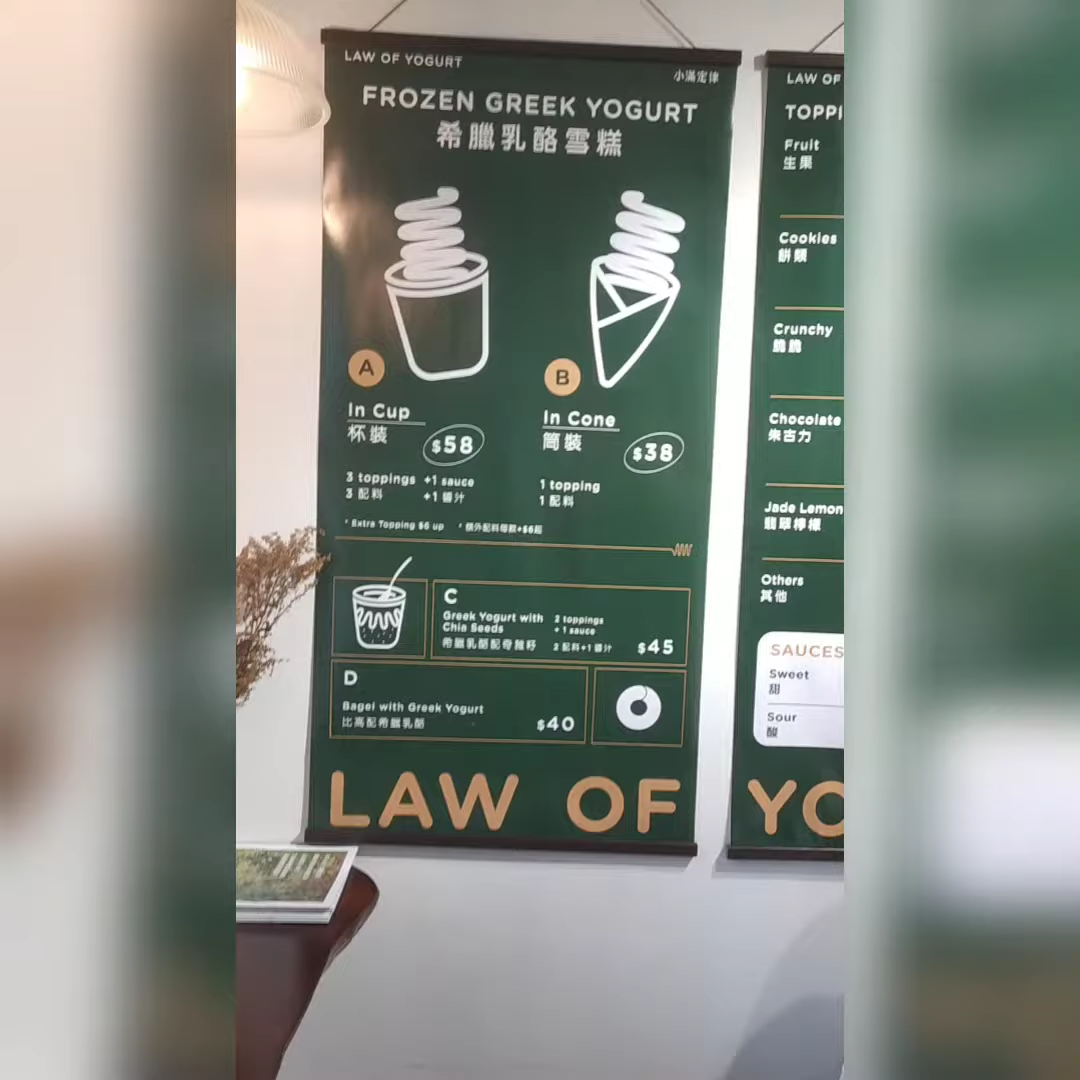 LAW OF YOGURT
小滿定律
FROZEN GREEK YOGURT
希臘乳酪雪糕
A
In Cup
杯裝
$58
3 toppings +1 sauce
3 配料 +1 醬汁
B
In Cone
筒裝
$38
1 topping
1 配料
* Extra Topping $6 up * 額外配料每款+$6起
C
Greek Yogurt with
Chia Seeds
希臘乳酪配奇雅籽
2 toppings
+ 1 sauce
2 配料+1 醬汁
$45
D
Bagel with Greek Yogurt
比高配希臘乳酪
$40
LAW OF
LAW OF
TOPPI
Fruit
生果
Cookies
餅類
Crunchy
脆脆
Chocolate
朱古力
Jade Lemon
翡翠檸檬
Others
其他
SAUCES
Sweet
甜
Sour
酸
YO